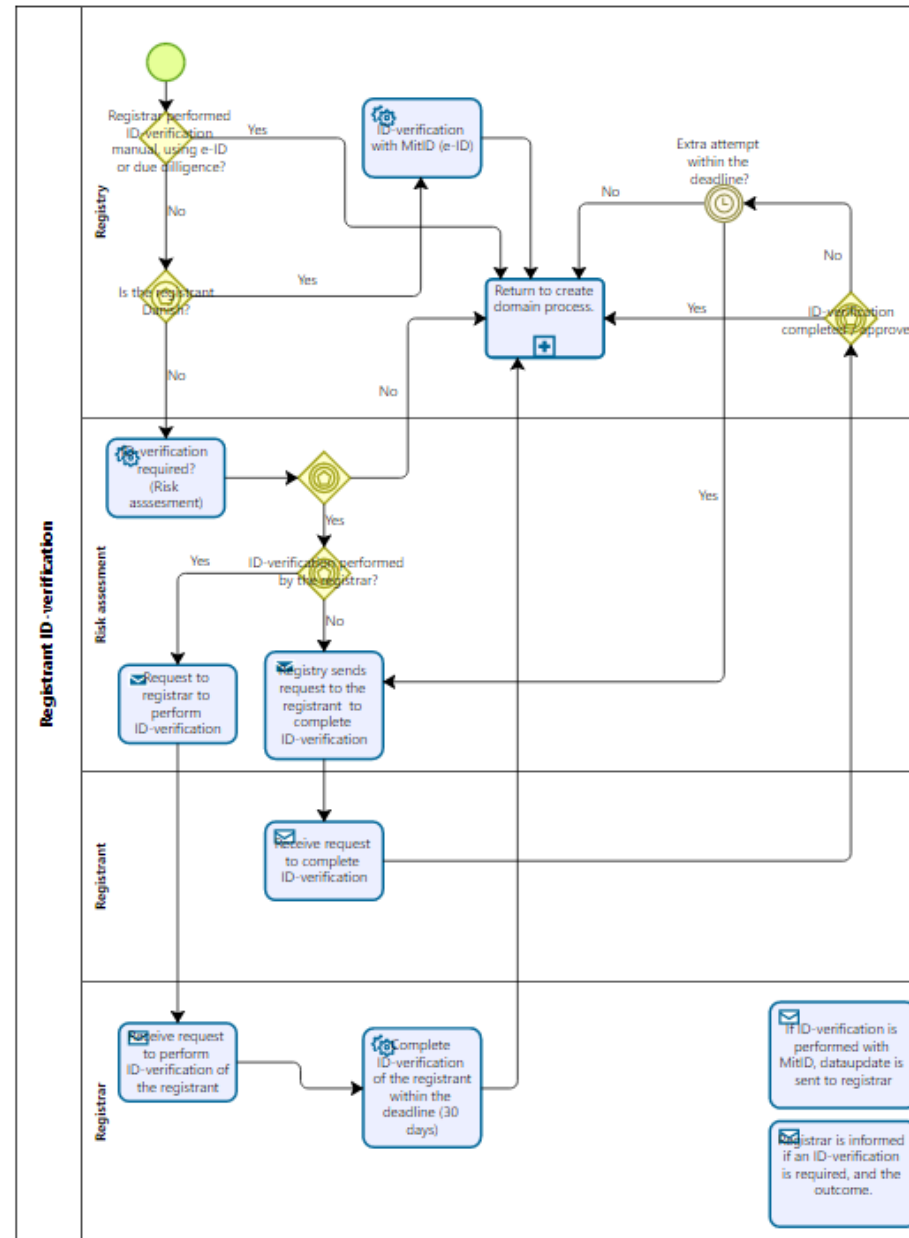 Registrant ID-verification
Registry
Registrar performed
ID-verification
manual, using e-ID
or due dilligence?
Yes
No
ID-verification
with MitID (e-ID)
Extra attempt
within the
deadline?
No
Yes
Is the registrant
Danish?
Yes
No
Return to create
domain process.
Yes
No
ID-verification
completed / approve
No
Risk assesment
verification
required?
(Risk
asssesment)
Yes
ID-verification performed
by the registrar?
Yes
No
Request to
registrar to
perform
ID-verification
Registry sends
request to the
registrant to
complete
ID-verification
Registrant
Receive request
to complete
ID-verification
Registrar
Receive request
to perform
ID-verification of
the registrant
Complete
ID-verification
of the registrant
within the
deadline (30
days)
If ID-verification is
performed with
MitID, dataupdate is
sent to registrar
Registrar is informed
if an ID-verification
is required, and the
outcome.